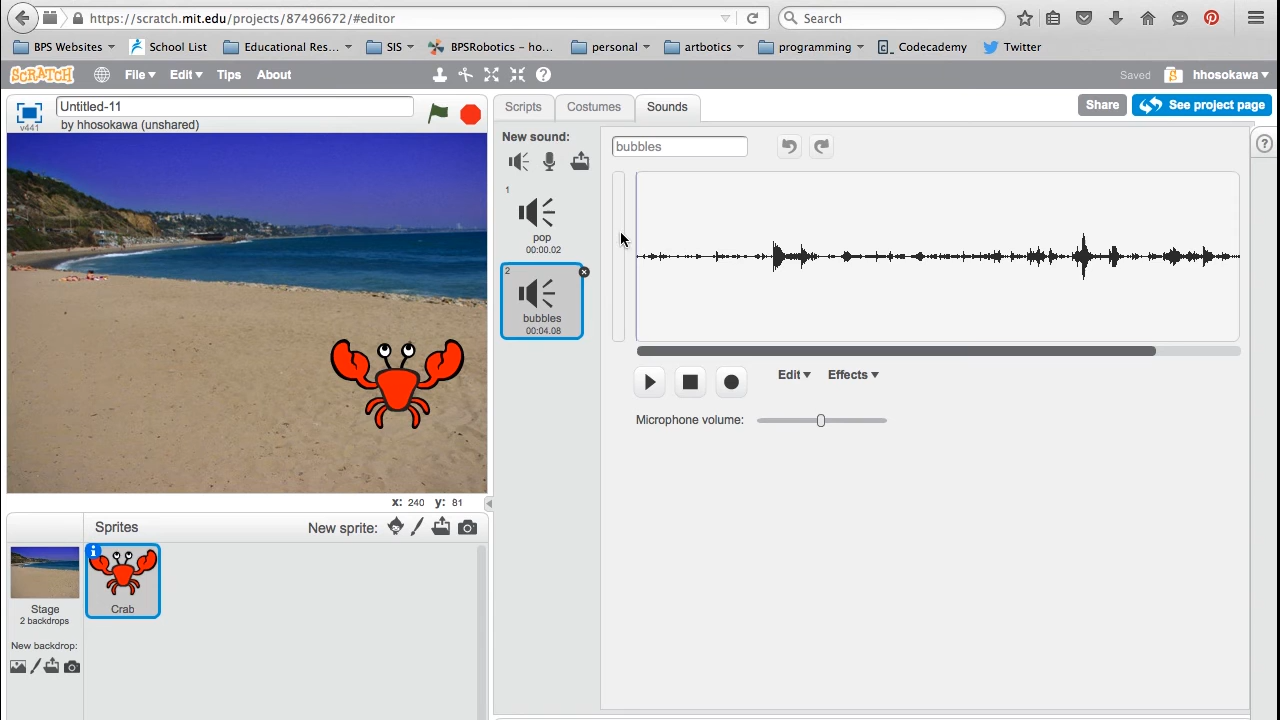 https://scratch.mit.edu/projects/87496672/#editor
Search
BPS Websites
School List
Educational Res...
SIS
BPSRobotics – ho...
personal
artbotics
programming
Codecademy
Twitter
SCRATCH
File
Edit
Tips
About
Saved
S
hhosokawa
v441
Untitled-11
by hhosokawa (unshared)
Scripts
Costumes
Sounds
Share
See project page
New sound:
bubbles
1
pop
00:00.02
2
bubbles
00:04.08
Edit
Effects
Microphone volume:
x: 240 y: 81
Sprites
New sprite:
Stage
2 backdrops
Crab
New backdrop: